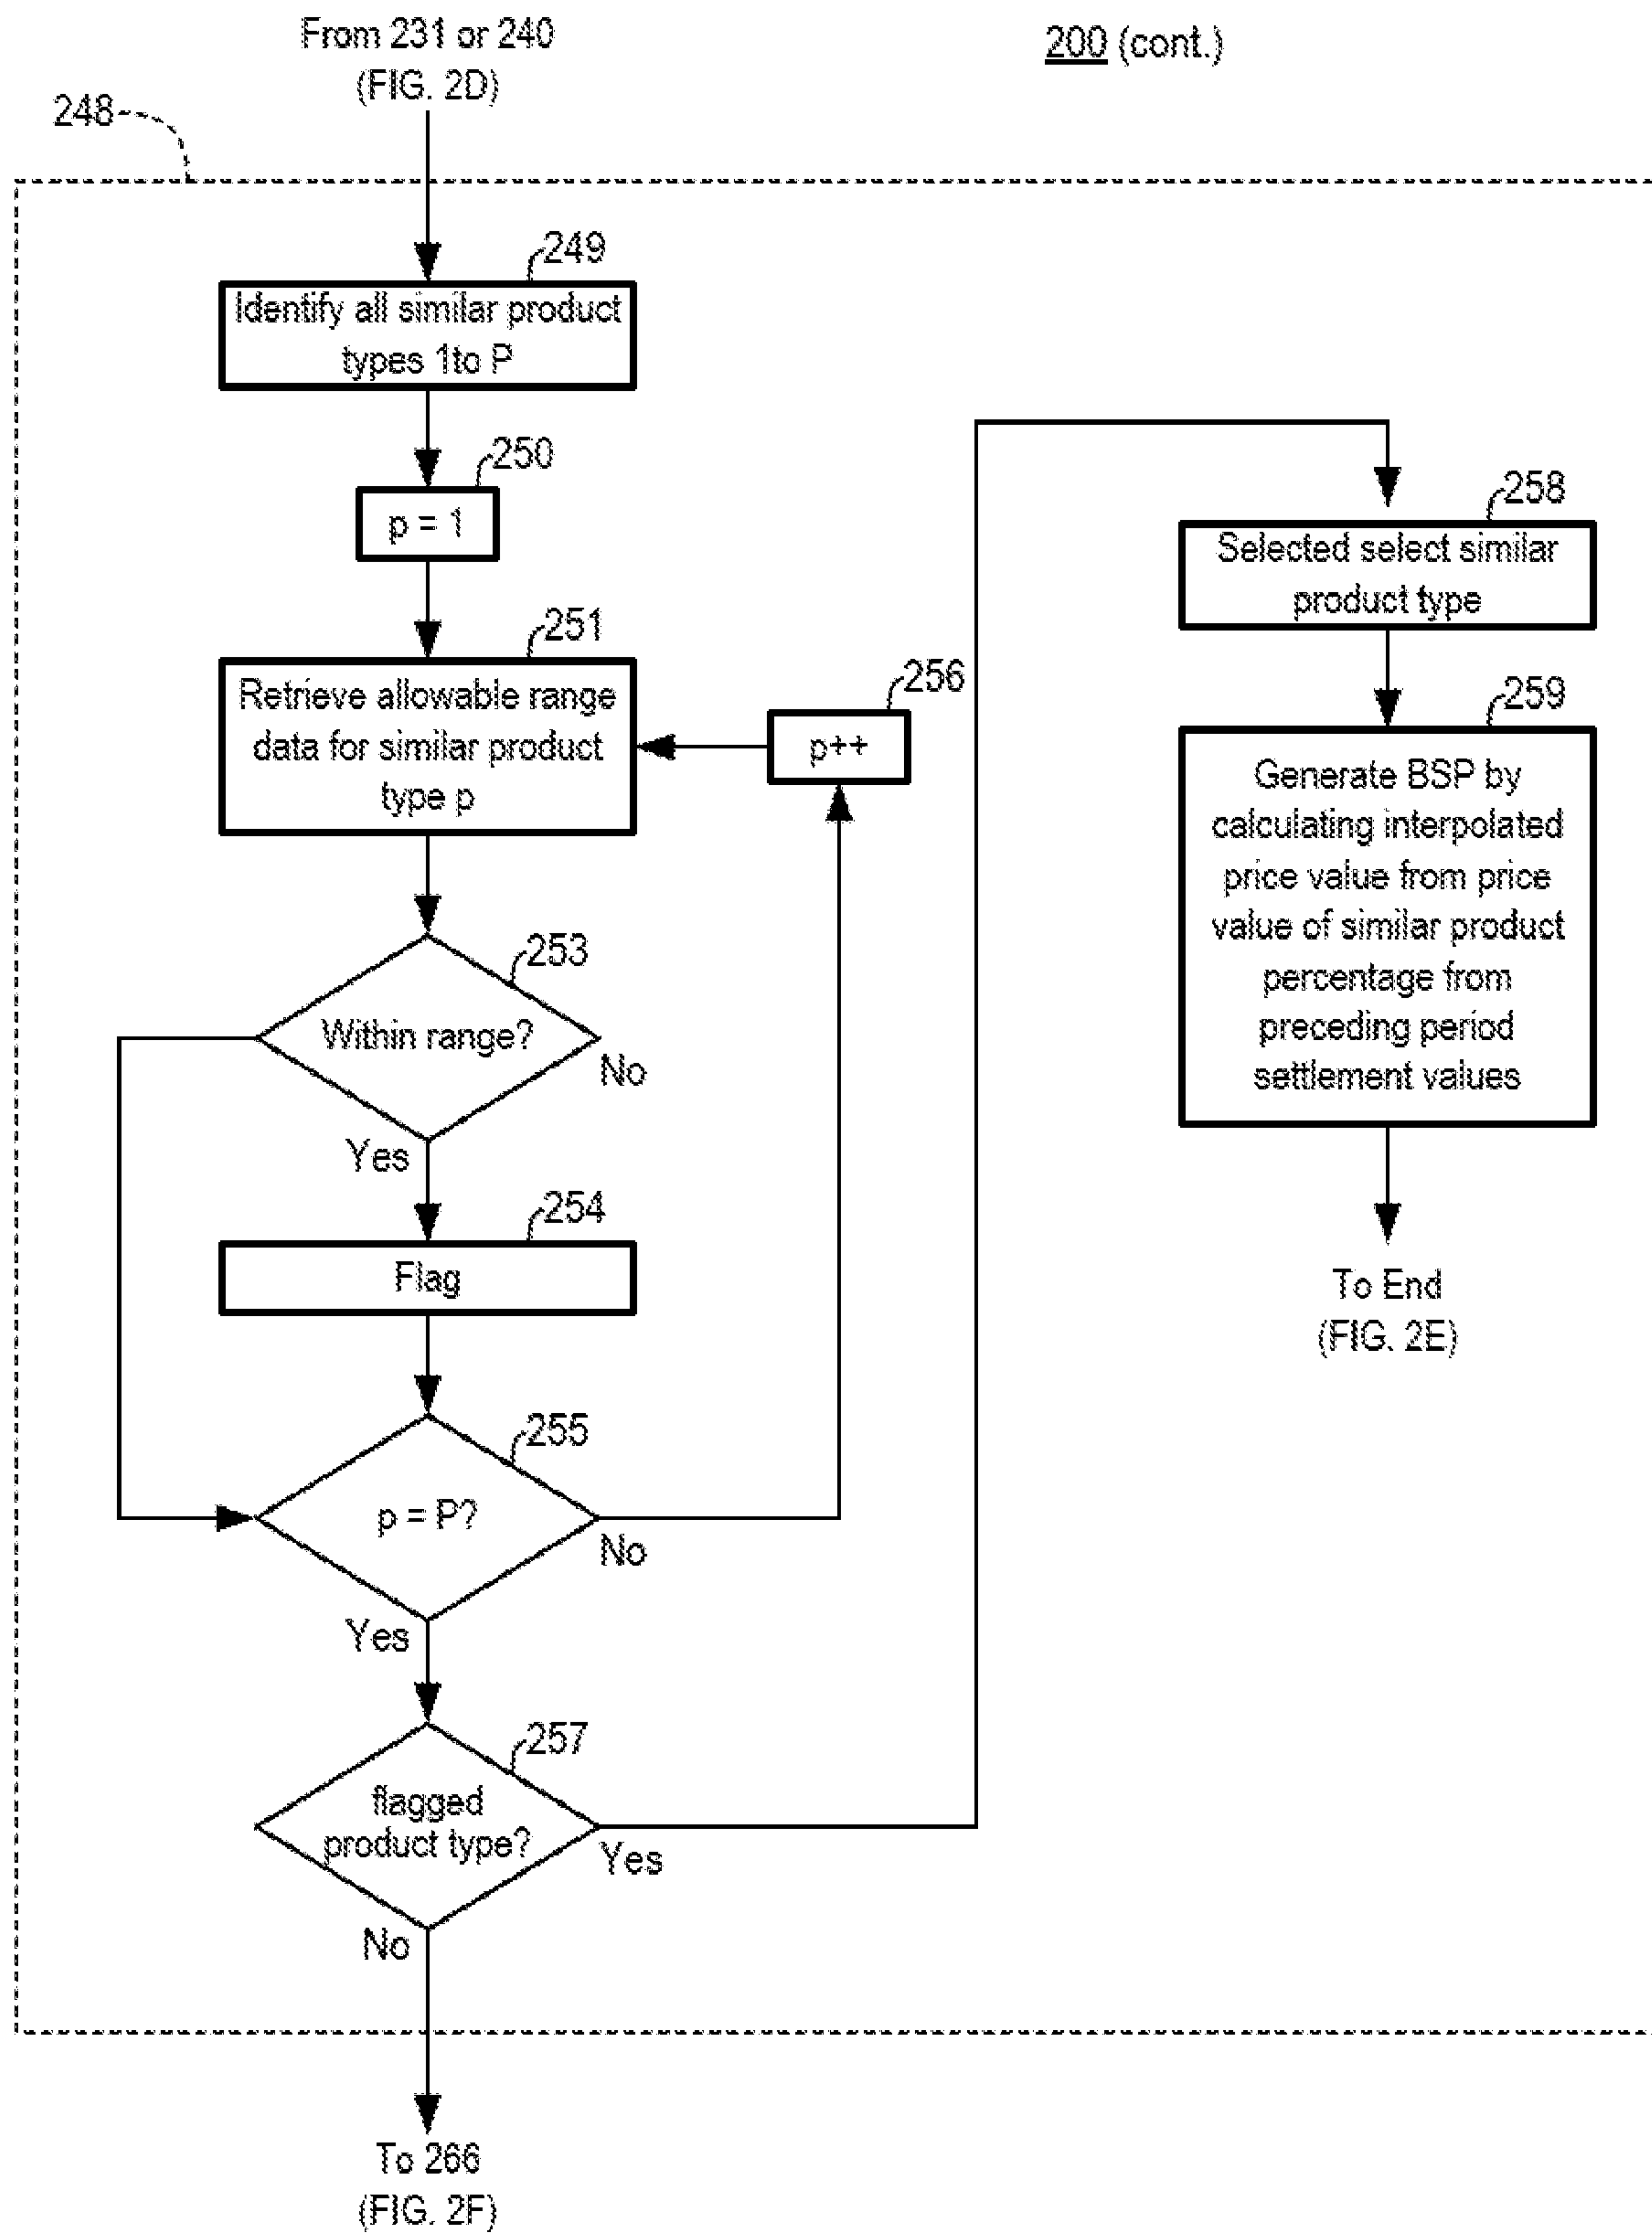 From 231 or 240
(FIG. 2D)
200 (cont.)
248
249
Identify all similar product
types 1to P
250
p = 1
251
Retrieve allowable range
data for similar product
type p
256
p++
253
Within range?
No
Yes
254
Flag
255
p = P?
No
Yes
257
flagged
product type?
Yes
No
To 266
(FIG. 2F)
258
Selected select similar
product type
259
Generate BSP by
calculating interpolated
price value from price
value of similar product
percentage from
preceding period
settlement values
To End
(FIG. 2E)